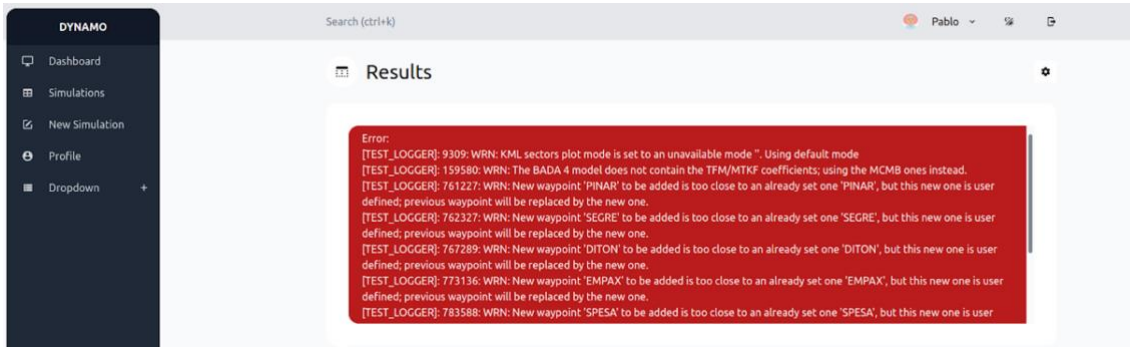 DYNAMO
Search (ctrl+k)
Pablo
Dashboard
Simulations
New Simulation
Profile
Dropdown +
Results
Error:
[TEST_LOGGER]: 9309: WRN: KML sectors plot mode is set to an unavailable mode ''. Using default mode
[TEST_LOGGER]: 159580: WRN: The BADA 4 model does not contain the TFM/MTKF coefficients; using the MCMB ones instead.
[TEST_LOGGER]: 761227: WRN: New waypoint 'PINAR' to be added is too close to an already set one 'PINAR', but this new one is user
defined; previous waypoint will be replaced by the new one.
[TEST_LOGGER]: 762327: WRN: New waypoint 'SEGRE' to be added is too close to an already set one 'SEGRE', but this new one is user
defined; previous waypoint will be replaced by the new one.
[TEST_LOGGER]: 767289: WRN: New waypoint 'DITON' to be added is too close to an already set one 'DITON', but this new one is user
defined; previous waypoint will be replaced by the new one.
[TEST_LOGGER]: 773136: WRN: New waypoint 'EMPAX' to be added is too close to an already set one 'EMPAX', but this new one is user
defined; previous waypoint will be replaced by the new one.
[TEST_LOGGER]: 783588: WRN: New waypoint 'SPESA' to be added is too close to an already set one 'SPESA', but this new one is user